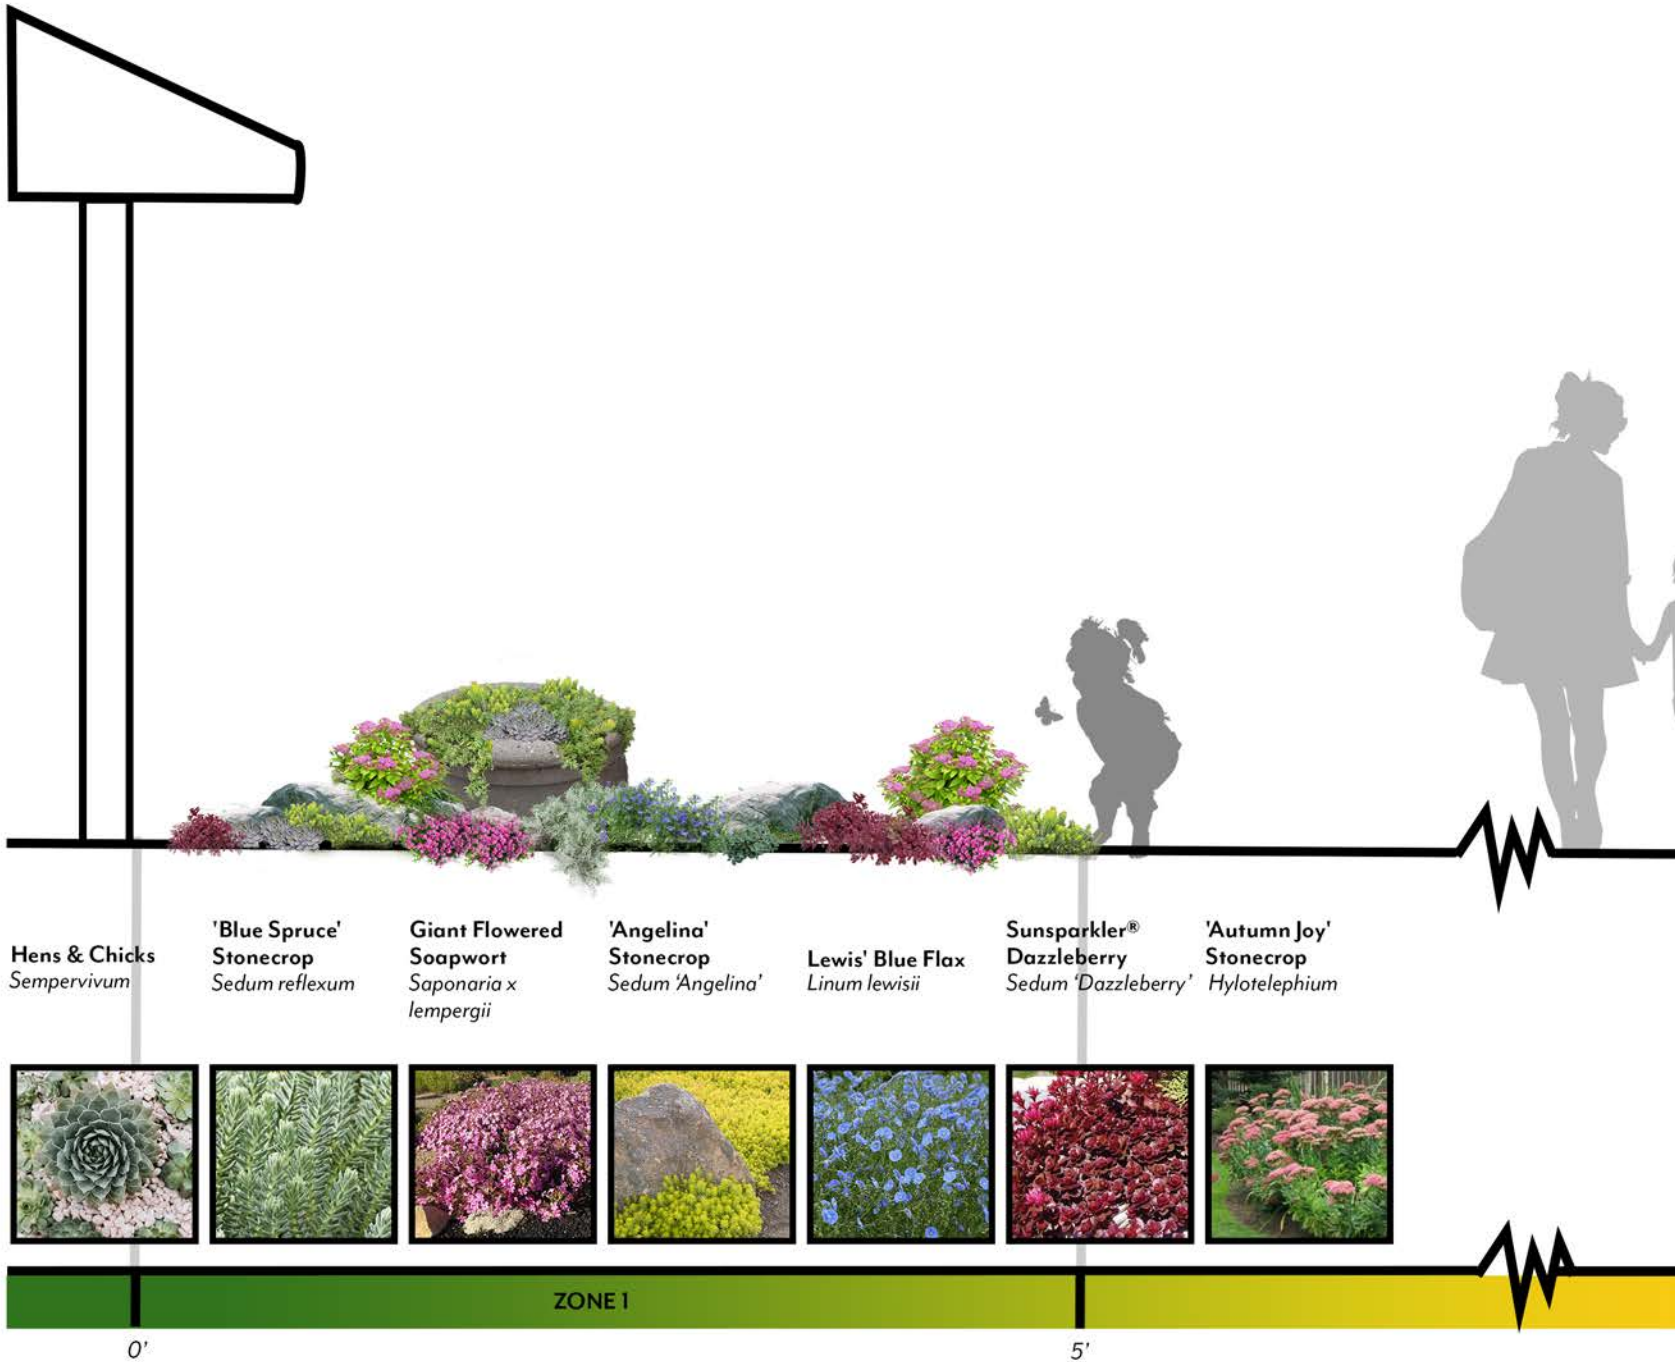 Hens & Chicks
Sempervivum
'Blue Spruce'
Stonecrop
Sedum reflexum
Giant Flowered
Soapwort
Saponaria x
lempergii
'Angelina'
Stonecrop
Sedum ‘Angelina’
Lewis' Blue Flax
Linum lewisii
Sunsparkler®
Dazzleberry
Sedum ‘Dazzleberry’
'Autumn Joy'
Stonecrop
Hylotelephium
ZONE 1
0’
5’